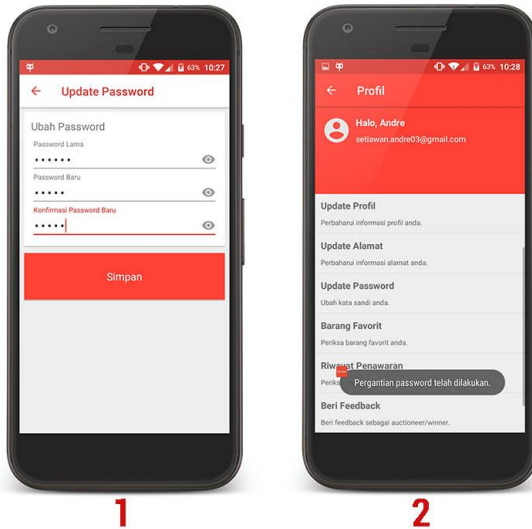 63% 10:27
Update Password
Ubah Password
Password Lama
Password Baru
Konfirmasi Password Baru
Simpan
1
63% 10:28
Profil
Halo, Andre
setiawan.andre03@gmail.com
Update Profil
Perbaharui informasi profil anda.
Update Alamat
Perbaharui informasi alamat anda.
Update Password
Ubah kata sandi anda.
Barang Favorit
Periksa barang favorit anda.
Riwayat Penawaran
Pergantian password telah dilakukan.
Beri Feedback
Beri feedback sebagai auctioneer/winner.
2